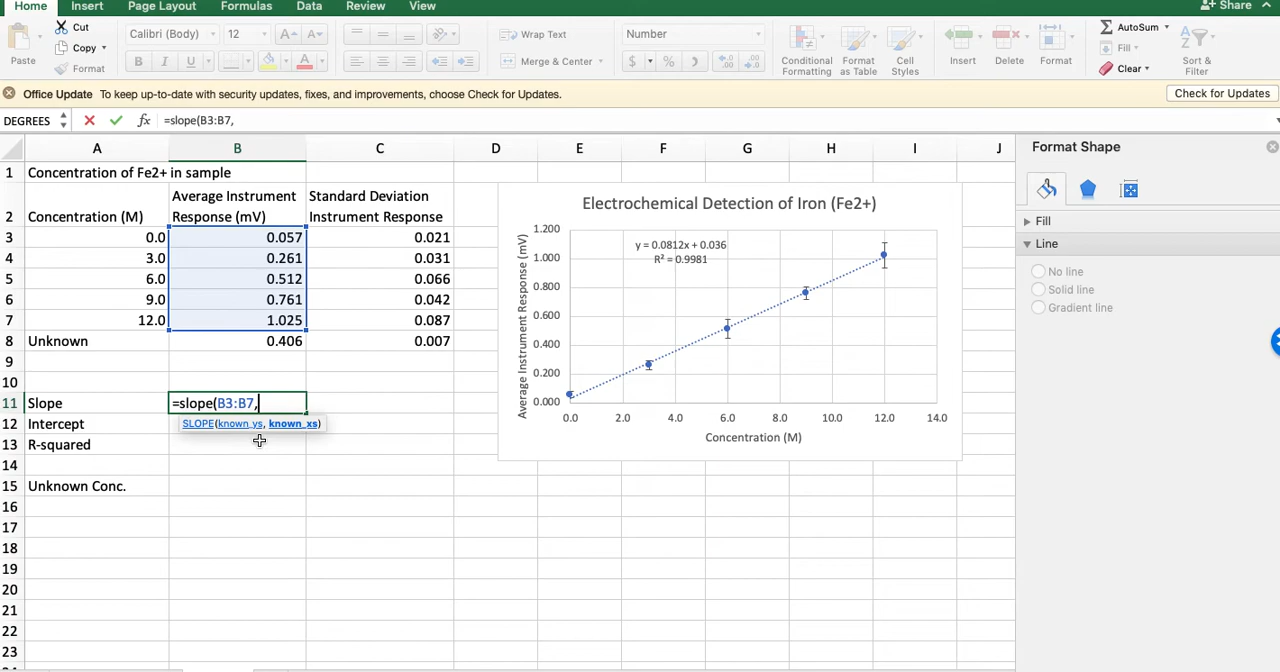 Home Insert Page Layout Formulas Data Review View Share
Cut
Copy
Paste Format
Calibri (Body) 12 A A
B I U A
Wrap Text
Merge & Center
Number
$ %
Conditional Formatting
Format as Table
Cell Styles
Insert Delete Format
AutoSum
Fill
Clear
Sort & Filter
Office Update To keep up-to-date with security updates, fixes, and improvements, choose Check for Updates. Check for Updates
DEGREES fx =slope(B3:B7,
A B C D E F G H I J
1 Concentration of Fe2+ in sample
2 Concentration (M) Average Instrument Response (mV) Standard Deviation Instrument Response
3 0.0 0.057 0.021
4 3.0 0.261 0.031
5 6.0 0.512 0.066
6 9.0 0.761 0.042
7 12.0 1.025 0.087
8 Unknown 0.406 0.007
9
10
11 Slope =slope(B3:B7,
SLOPE(known_ys, known_xs)
12 Intercept
13 R-squared
14
15 Unknown Conc.
16
17
18
19
20
21
22
23
Electrochemical Detection of Iron (Fe2+)
y = 0.0812x + 0.036
R² = 0.9981
Average Instrument Response (mV)
1.200
1.000
0.800
0.600
0.400
0.200
0.000
0.0 2.0 4.0 6.0 8.0 10.0 12.0 14.0
Concentration (M)
Format Shape
Fill
Line
No line
Solid line
Gradient line